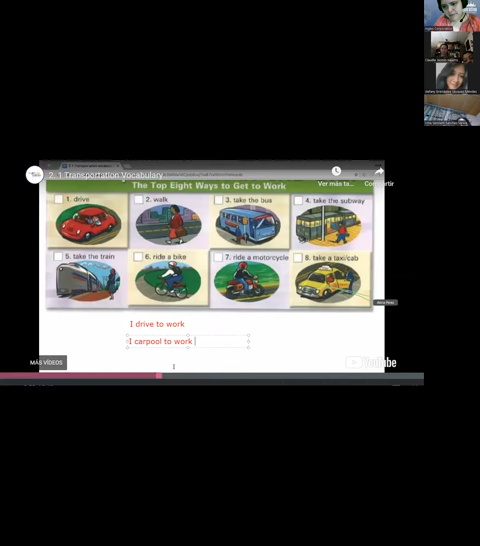 2. 1 Transportation Vocabulary
The Top Eight Ways to Get to Work
Ver más ta...
Compartir
1. drive
2. walk
3. take the bus
4. take the subway
5. take the train
6. ride a bike
7. ride a motorcycle
8. take a taxi/cab
I drive to work
I carpool to work
MÁS VÍDEOS
YouTube